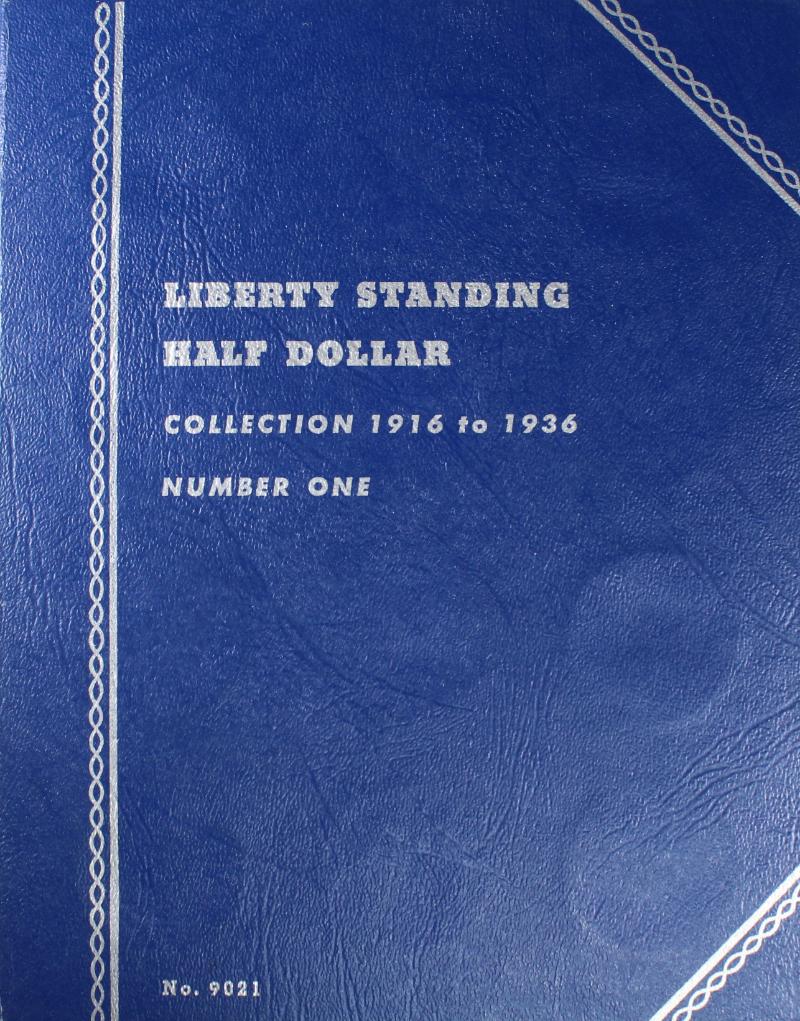 LIBERTY STANDING
HALF DOLLAR
COLLECTION 1916 to 1936
NUMBER ONE
No. 9021